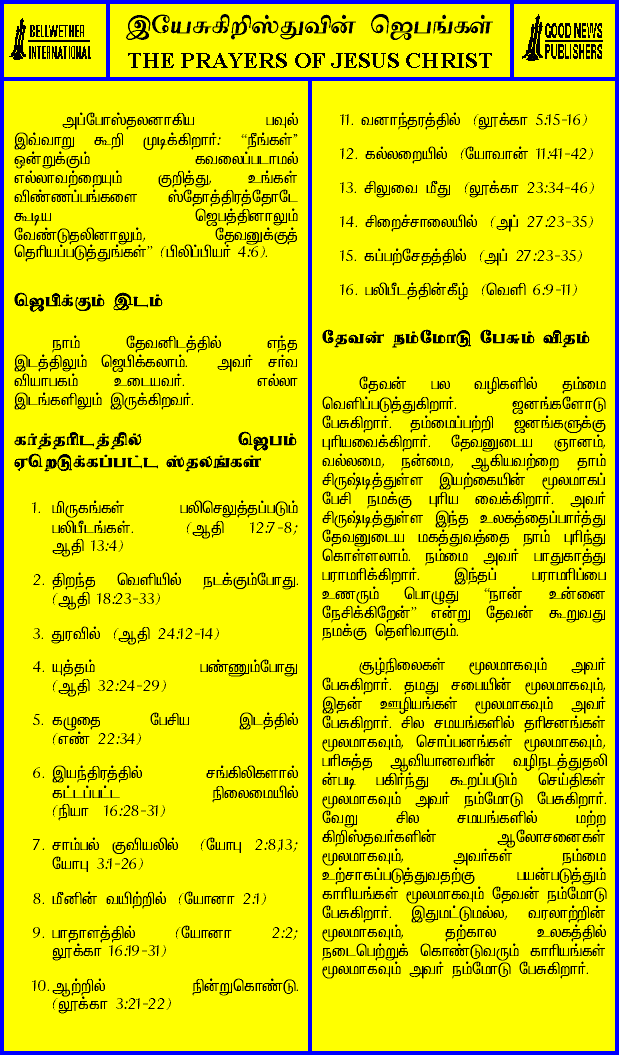 BELLWETHER
INTERNATIONAL
இயேசுகிறிஸ்துவின் ஜெபங்கள்
THE PRAYERS OF JESUS CHRIST
GOOD NEWS
PUBLISHERS
அப்போஸ்தலனாகிய பவுல்
இவ்வாறு கூறி முடிக்கிறார்: “நீங்கள்”
ஒன்றுக்கும் கவலைப்படாமல்
எல்லாவற்றையும் குறித்து, உங்கள்
விண்ணப்பங்களை ஸ்தோத்திரத்தோடே
கூடிய ஜெபத்தினாலும்
வேண்டுதலினாலும், தேவனுக்குத்
தெரியப்படுத்துங்கள்” (பிலிப்பியர் 4:6).
ஜெபிக்கும் இடம்
நாம் தேவனிடத்தில் எந்த
இடத்திலும் ஜெபிக்கலாம். அவர் சர்வ
வியாபகம் உடையவர். எல்லா
இடங்களிலும் இருக்கிறவர்.
கர்த்தரிடத்தில் ஜெபம்
ஏறெடுக்கப்பட்ட ஸ்தலங்கள்
1. மிருகங்கள் பலிசெலுத்தப்படும்
பலிபீடங்கள். (ஆதி 12:7-8;
ஆதி 13:4)
2. திறந்த வெளியில் நடக்கும்போது.
(ஆதி 18:23-33)
3. துரவில் (ஆதி 24:12-14)
4. யுத்தம் பண்ணும்போது
(ஆதி 32:24-29)
5. கழுதை பேசிய இடத்தில்
(எண் 22:34)
6. இயந்திரத்தில் சங்கிலிகளால்
கட்டப்பட்ட நிலைமையில்
(நியா 16:28-31)
7. சாம்பல் குவியலில் (யோபு 2:8,13;
யோபு 3:1-26)
8. மீனின் வயிற்றில் (யோனா 2:1)
9. பாதாளத்தில் (யோனா 2:2;
லூக்கா 16:19-31)
10. ஆற்றில் நின்றுகொண்டு.
(லூக்கா 3:21-22)
11. வனாந்தரத்தில் (லூக்கா 5:15-16)
12. கல்லறையில் (யோவான் 11:41-42)
13. சிலுவை மீது (லூக்கா 23:34-46)
14. சிறைச்சாலையில் (அப் 27:23-35)
15. கப்பற்சேதத்தில் (அப் 27:23-35)
16. பலிபீடத்தின்கீழ் (வெளி 6:9-11)
தேவன் நம்மோடு பேசும் விதம்
தேவன் பல வழிகளில் தம்மை
வெளிப்படுத்துகிறார். ஜனங்களோடு
பேசுகிறார். தம்மைப்பற்றி ஜனங்களுக்கு
புரியவைக்கிறார். தேவனுடைய ஞானம்,
வல்லமை, நன்மை, ஆகியவற்றை தாம்
சிருஷ்டித்துள்ள இயற்கையின் மூலமாகப்
பேசி நமக்கு புரிய வைக்கிறார். அவர்
சிருஷ்டித்துள்ள இந்த உலகத்தைப்பார்த்து
தேவனுடைய மகத்துவத்தை நாம் புரிந்து
கொள்ளலாம். நம்மை அவர் பாதுகாத்து
பராமரிக்கிறார். இந்தப் பராமரிப்பை
உணரும் பொழுது “நான் உன்னை
நேசிக்கிறேன்” என்று தேவன் கூறுவது
நமக்கு தெளிவாகும்.
சூழ்நிலைகள் மூலமாகவும் அவர்
பேசுகிறார். தமது சபையின் மூலமாகவும்,
இதன் ஊழியங்கள் மூலமாகவும் அவர்
பேசுகிறார். சில சமயங்களில் தரிசனங்கள்
மூலமாகவும், சொப்பனங்கள் மூலமாகவும்,
பரிசுத்த ஆவியானவரின் வழிநடத்துதலி
ன்படி பகிர்ந்து கூறப்படும் செய்திகள்
மூலமாகவும் அவர் நம்மோடு பேசுகிறார்.
வேறு சில சமயங்களில் மற்ற
கிறிஸ்தவர்களின் ஆலோசனைகள்
மூலமாகவும், அவர்கள் நம்மை
உற்சாகப்படுத்துவதற்கு பயன்படுத்தும்
காரியங்கள் மூலமாகவும் தேவன் நம்மோடு
பேசுகிறார். இதுமட்டுமல்ல, வரலாற்றின்
மூலமாகவும், தற்கால உலகத்தில்
நடைபெற்றுக் கொண்டுவரும் காரியங்கள்
மூலமாகவும் அவர் நம்மோடு பேசுகிறார்.